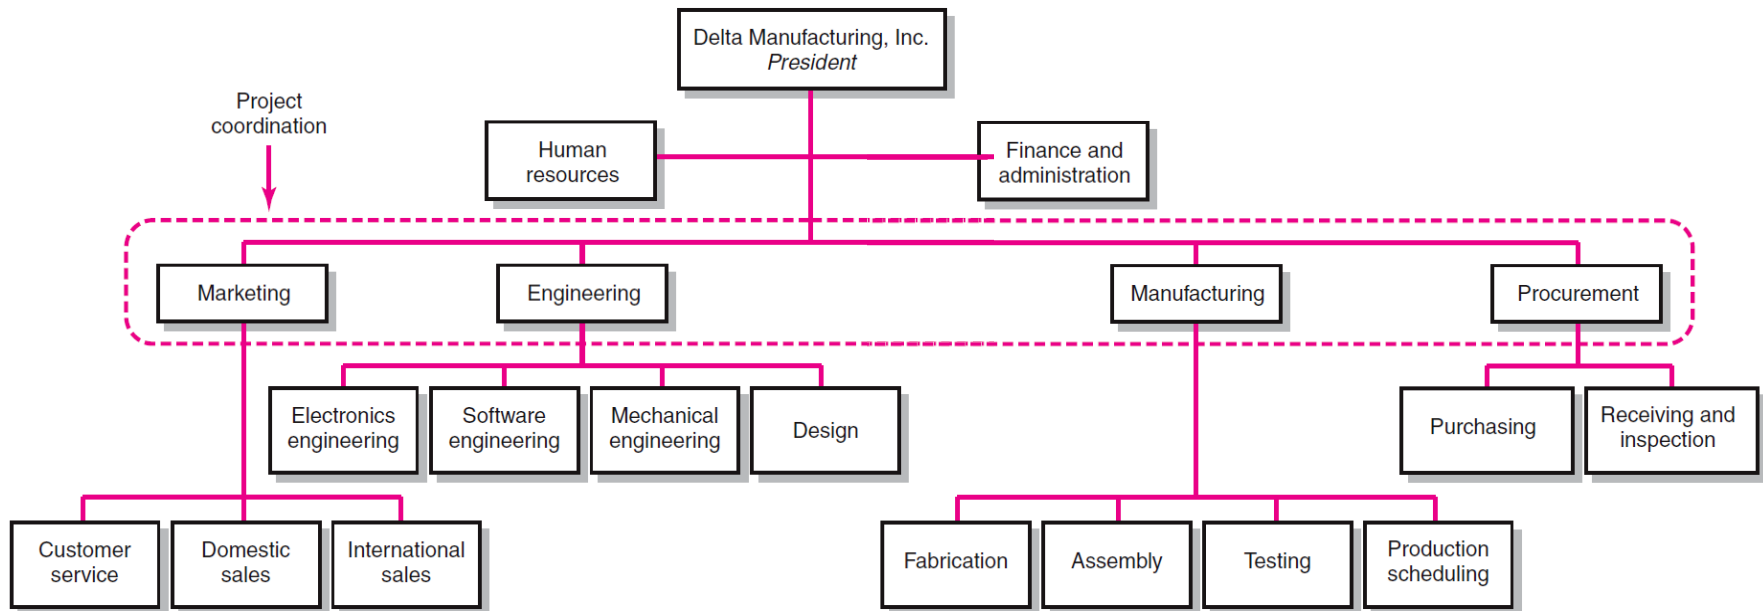 Delta Manufacturing, Inc.
President
Project
coordination
Human
resources
Finance and
administration
Marketing
Engineering
Manufacturing
Procurement
Electronics
engineering
Software
engineering
Mechanical
engineering
Design
Purchasing
Receiving and
inspection
Customer
service
Domestic
sales
International
sales
Fabrication
Assembly
Testing
Production
scheduling